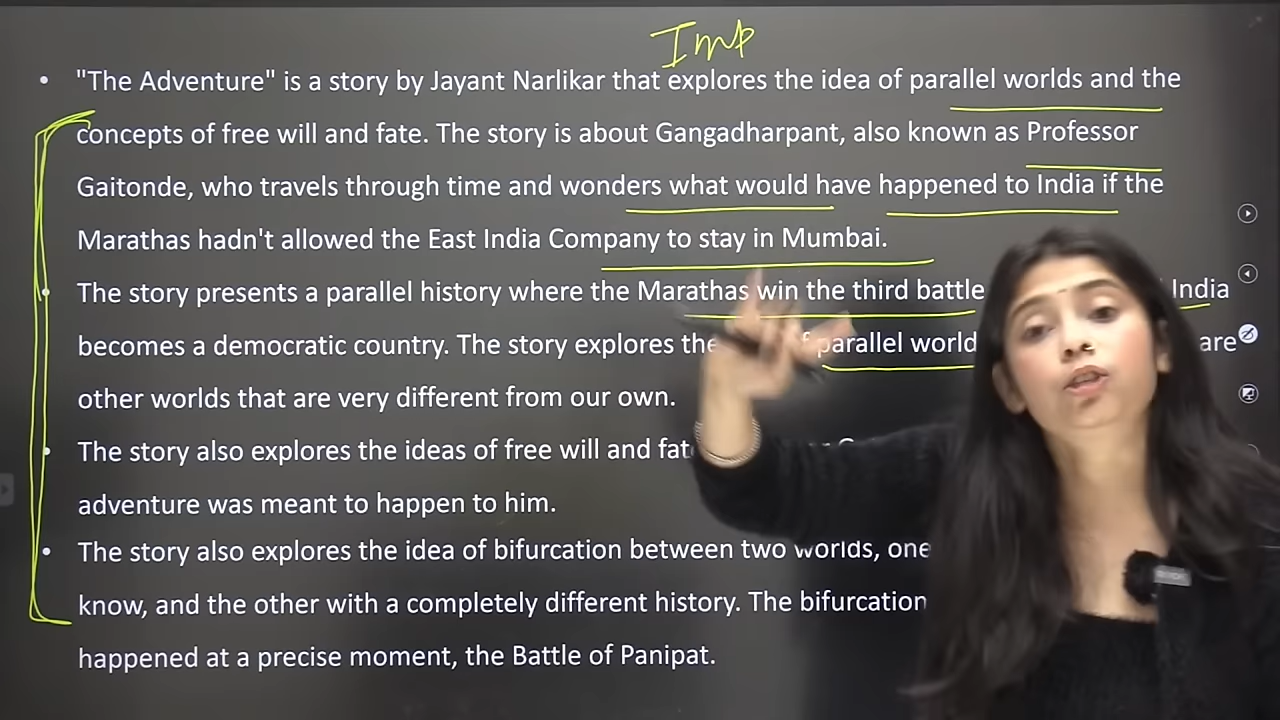 Imp
• "The Adventure" is a story by Jayant Narlikar that explores the idea of parallel worlds and the
concepts of free will and fate. The story is about Gangadharpant, also known as Professor
Gaitonde, who travels through time and wonders what would have happened to India if the
Marathas hadn't allowed the East India Company to stay in Mumbai.
• The story presents a parallel history where the Marathas win the third battle India
becomes a democratic country. The story explores the parallel world are
other worlds that are very different from our own.
• The story also explores the ideas of free will and
adventure was meant to happen to him.
• The story also explores the idea of bifurcation between two worlds, one
know, and the other with a completely different history. The bifurcation
happened at a precise moment, the Battle of Panipat.